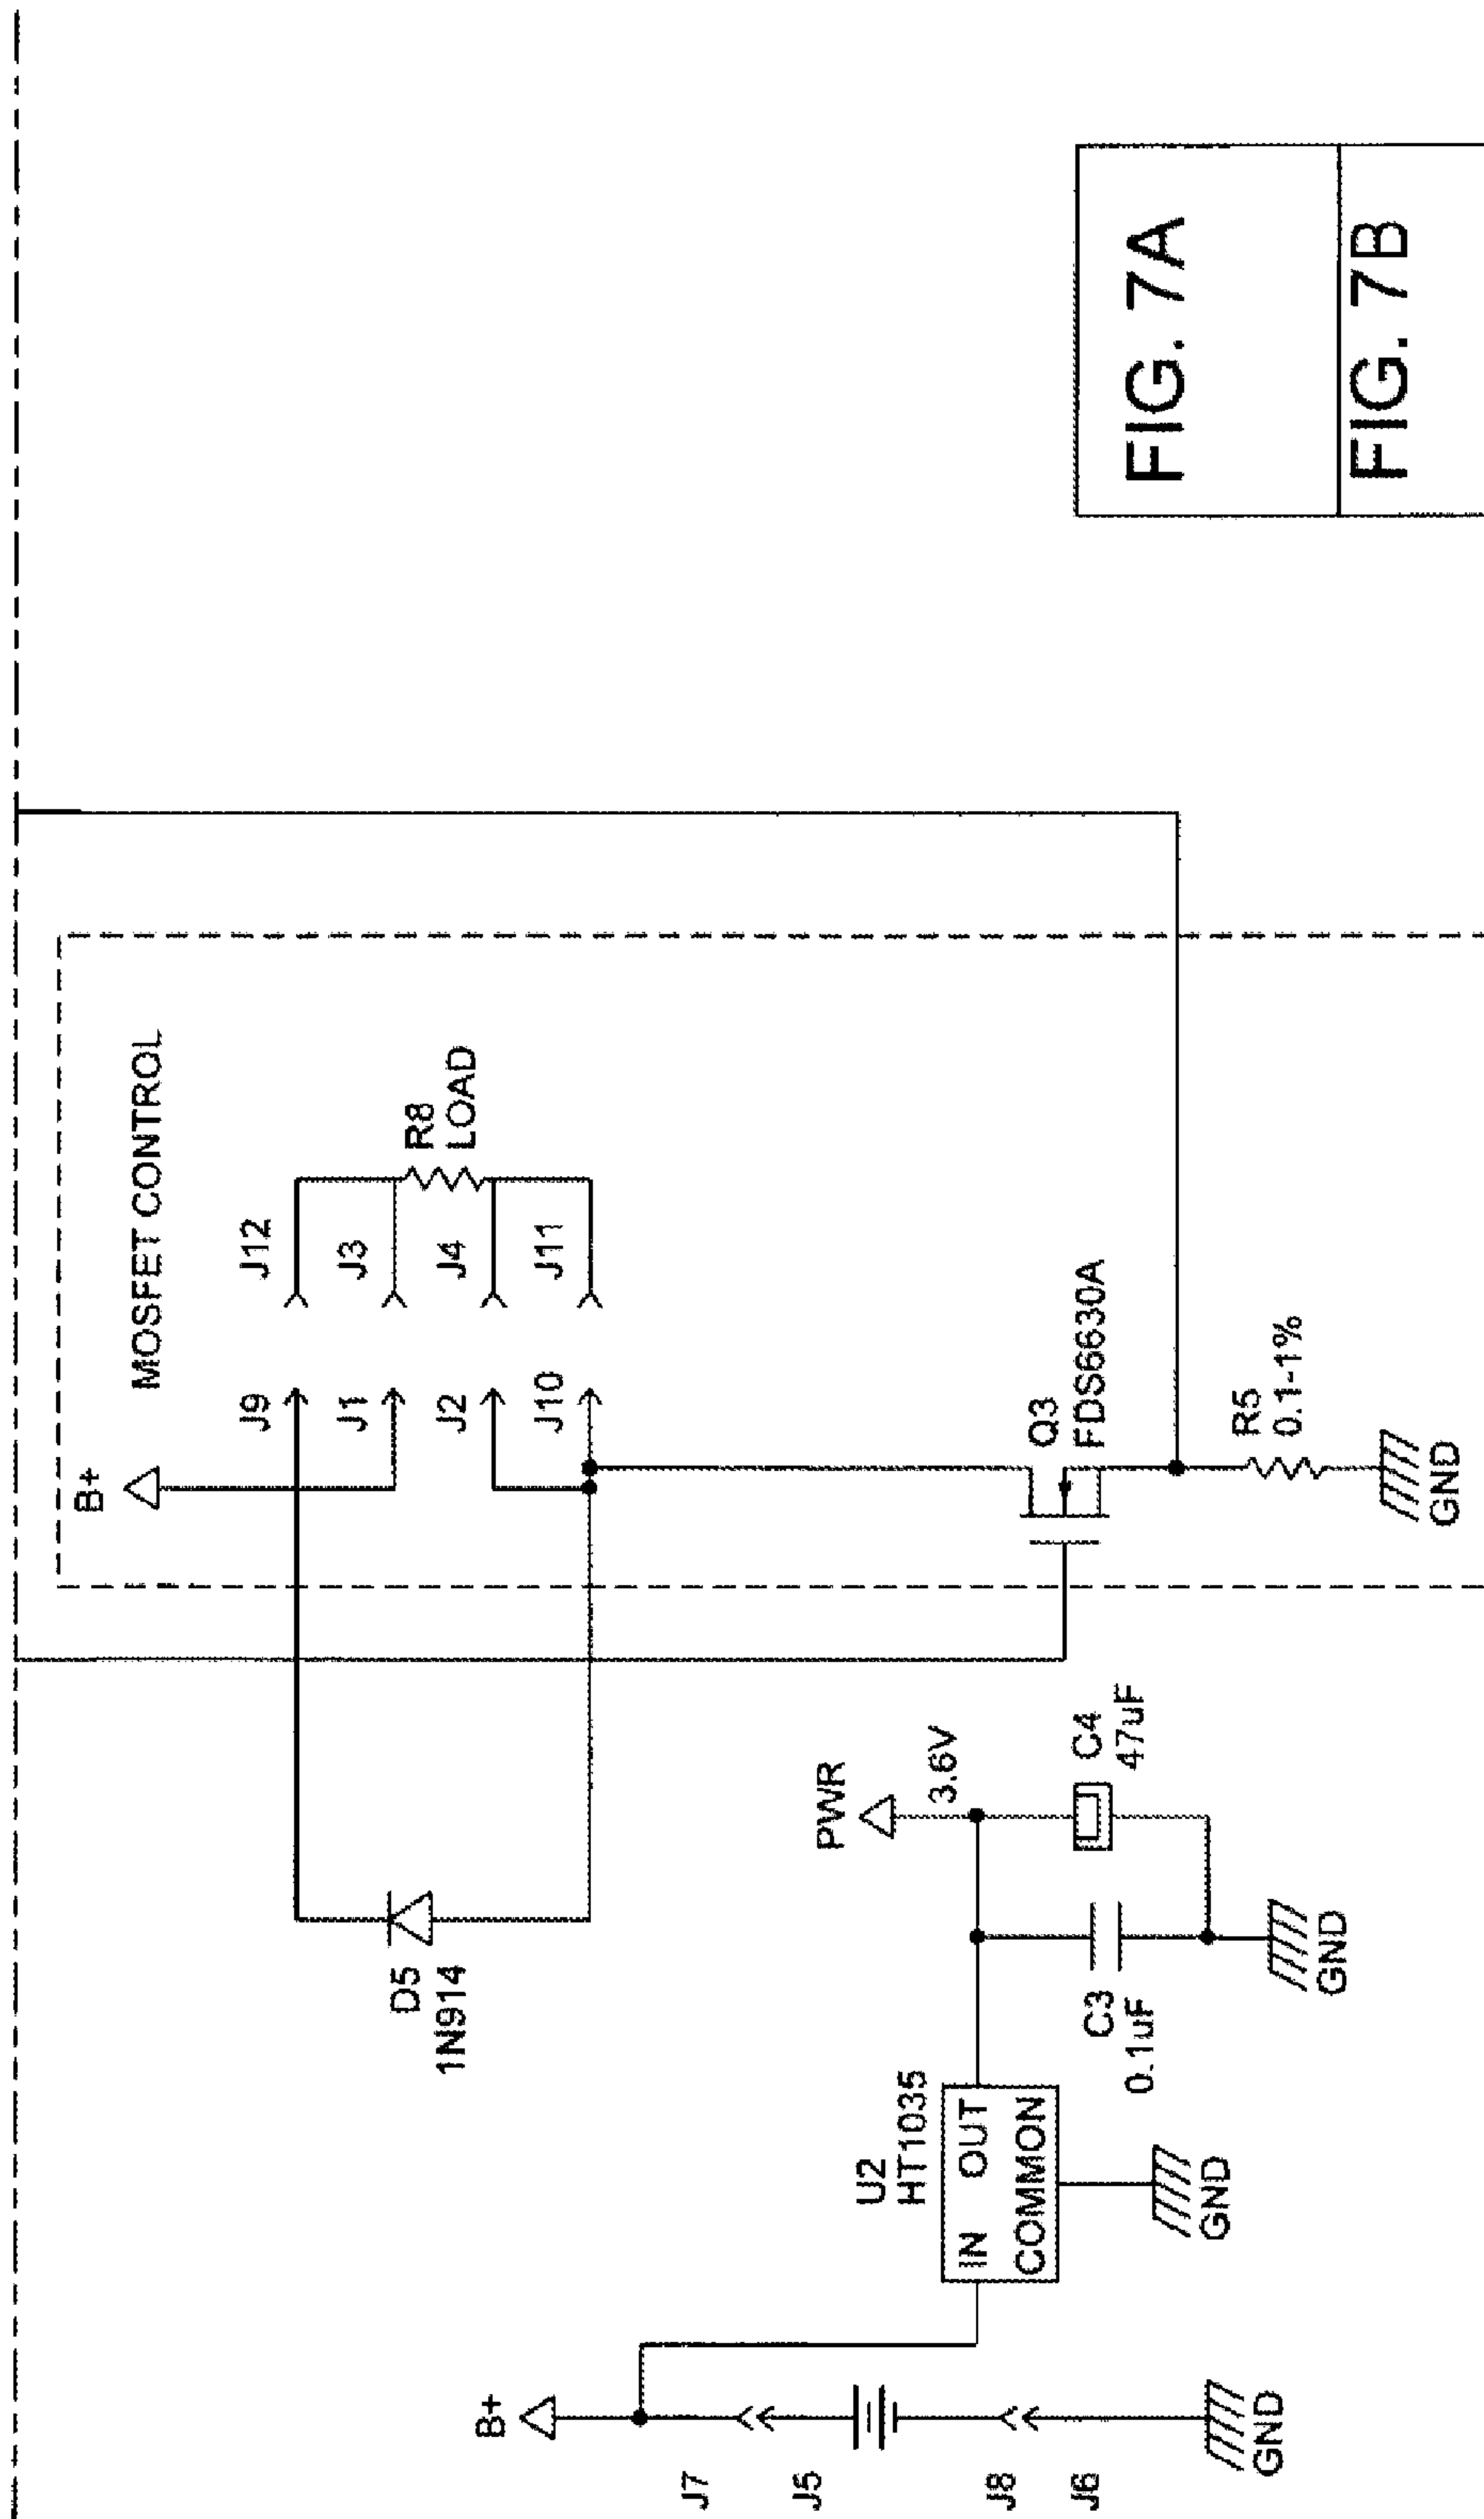 B+
MOSFET CONTROL
J9
J12
J1
J3
J2
J4
J10
J11
R8
LOAD
D5
1N914
Q3
FDS6630A
R5
0.1-1%
GND
B+
J7
J5
J8
J6
GND
U2
HT1035
IN OUT
COMMON
GND
PWR
3.6V
C3
0.1uF
C4
47uF
GND
FIG. 7A
FIG. 7B